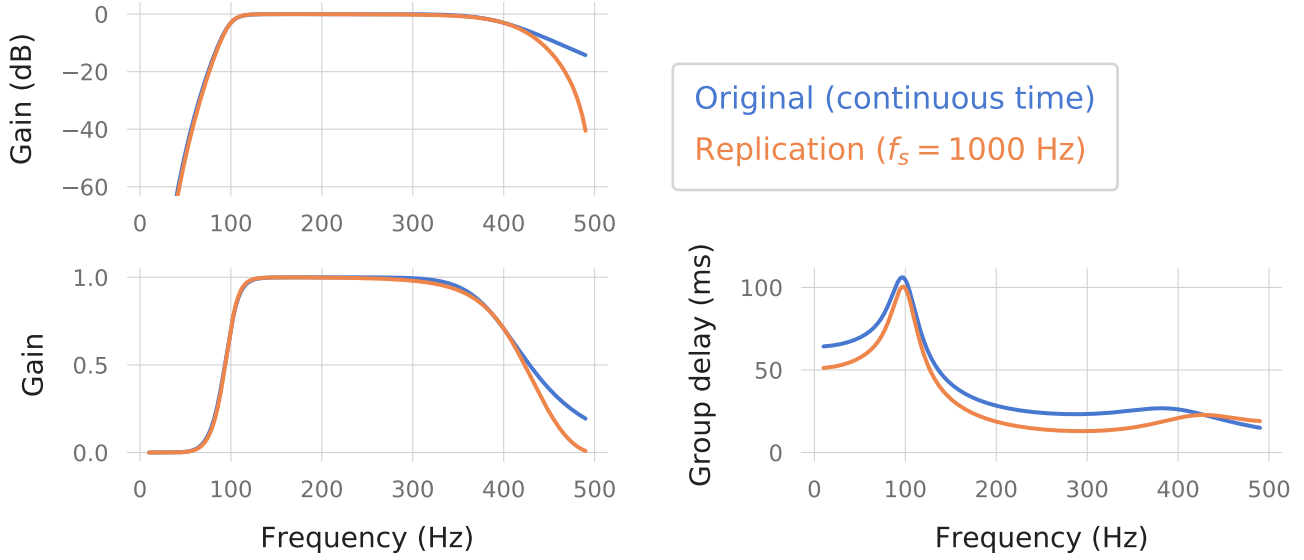 Gain (dB)
0
−20
−40
−60
0 100 200 300 400 500
Original (continuous time)
Replication (fₛ = 1000 Hz)
Gain
1.0
0.5
0.0
0 100 200 300 400 500
Frequency (Hz)
Group delay (ms)
100
50
0
0 100 200 300 400 500
Frequency (Hz)